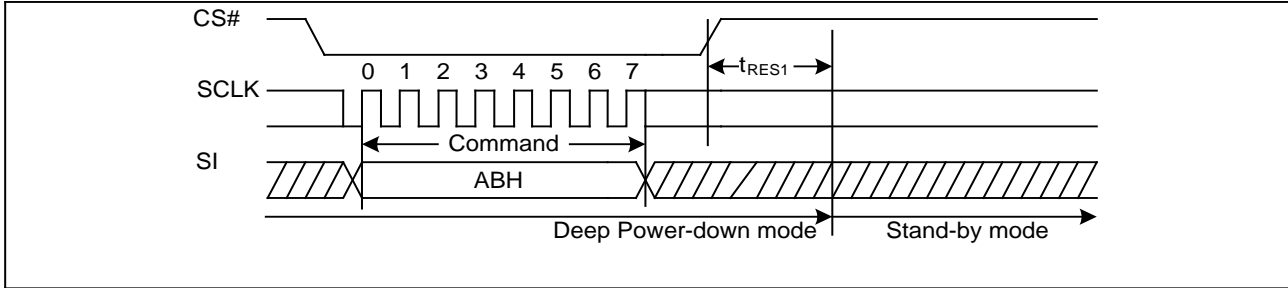 CS#
tRES1
0 1 2 3 4 5 6 7
SCLK
Command
SI
ABH
Deep Power-down mode Stand-by mode